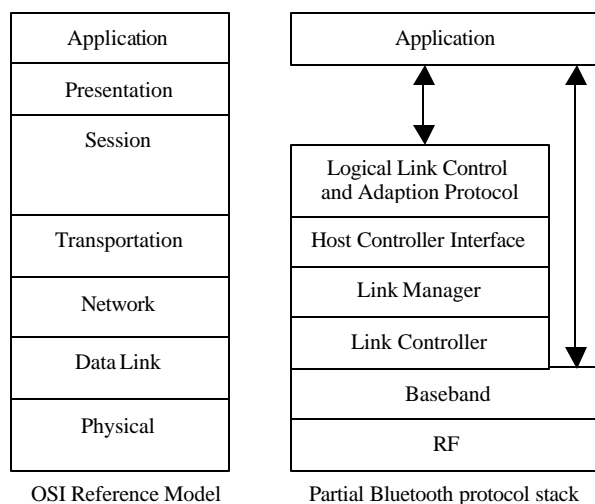 Application
Presentation
Session
Transportation
Network
Data Link
Physical
OSI Reference Model
Application
Logical Link Control
and Adaption Protocol
Host Controller Interface
Link Manager
Link Controller
Baseband
RF
Partial Bluetooth protocol stack